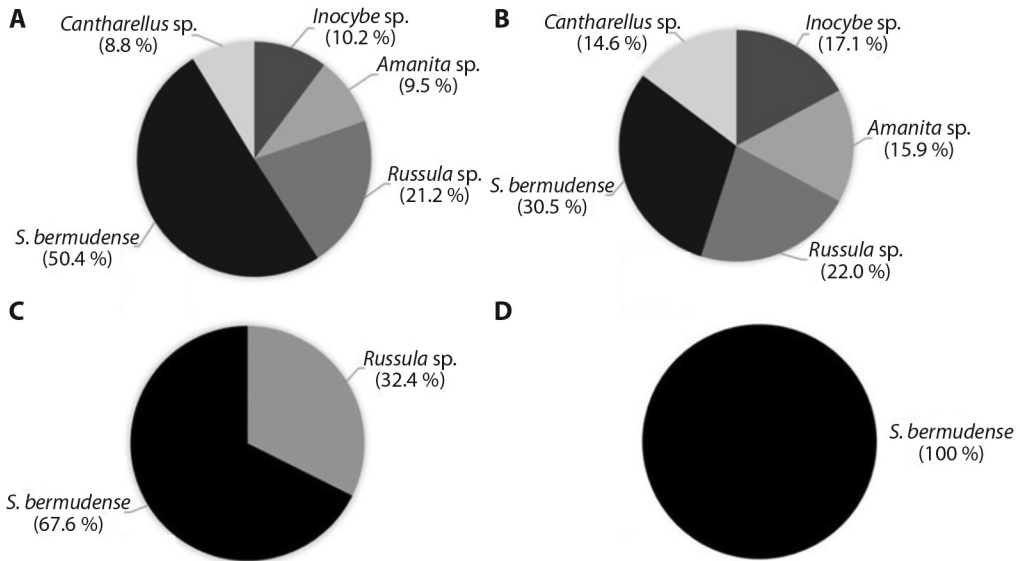 A
Cantharellus sp.
(8.8 %)
Inocybe sp.
(10.2 %)
Amanita sp.
(9.5 %)
Russula sp.
(21.2 %)
S. bermudense
(50.4 %)
B
Cantharellus sp.
(14.6 %)
Inocybe sp.
(17.1 %)
Amanita sp.
(15.9 %)
S. bermudense
(30.5 %)
Russula sp.
(22.0 %)
C
Russula sp.
(32.4 %)
S. bermudense
(67.6 %)
D
S. bermudense
(100 %)